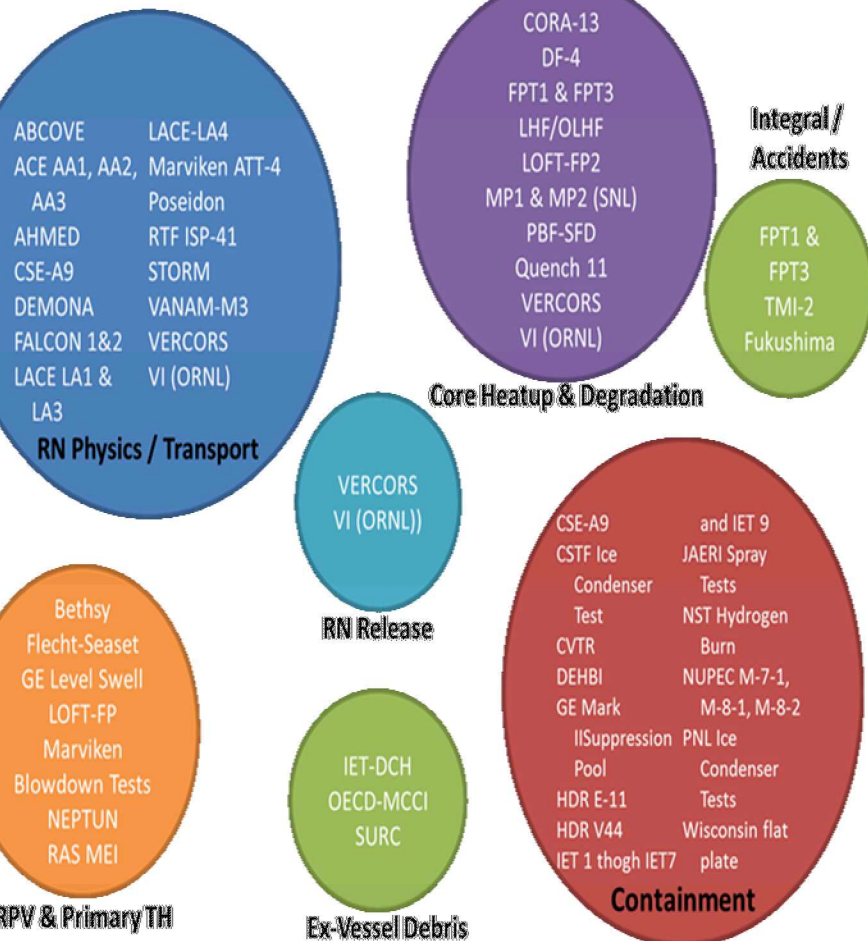 ABCOVE
ACE AA1, AA2,
AA3
AHMED
CSE-A9
DEMONA
FALCON 1&2
LACE LA1 &
LA3
LACE-LA4
Marviken ATT-4
Poseidon
RTF ISP-41
STORM
VANAM-M3
VERCORS
VI (ORNL)
RN Physics / Transport
CORA-13
DF-4
FPT1 & FPT3
LHF/OLHF
LOFT-FP2
MP1 & MP2 (SNL)
PBF-SFD
Quench 11
VERCORS
VI (ORNL)
Core Heatup & Degradation
Integral /
Accidents
FPT1 &
FPT3
TMI-2
Fukushima
VERCORS
VI (ORNL))
RN Release
Bethsy
Flecht-Seaset
GE Level Swell
LOFT-FP
Marviken
Blowdown Tests
NEPTUN
RAS MEI
RPV & Primary TH
IET-DCH
OECD-MCCI
SURC
Ex-Vessel Debris
CSE-A9
CSTF Ice
Condenser
Test
CVTR
DEHBI
GE Mark
IISuppression
Pool
HDR E-11
HDR V44
IET 1 thogh IET7
and IET 9
JAERI Spray
Tests
NST Hydrogen
Burn
NUPEC M-7-1,
M-8-1, M-8-2
PNL Ice
Condenser
Tests
Wisconsin flat
plate
Containment